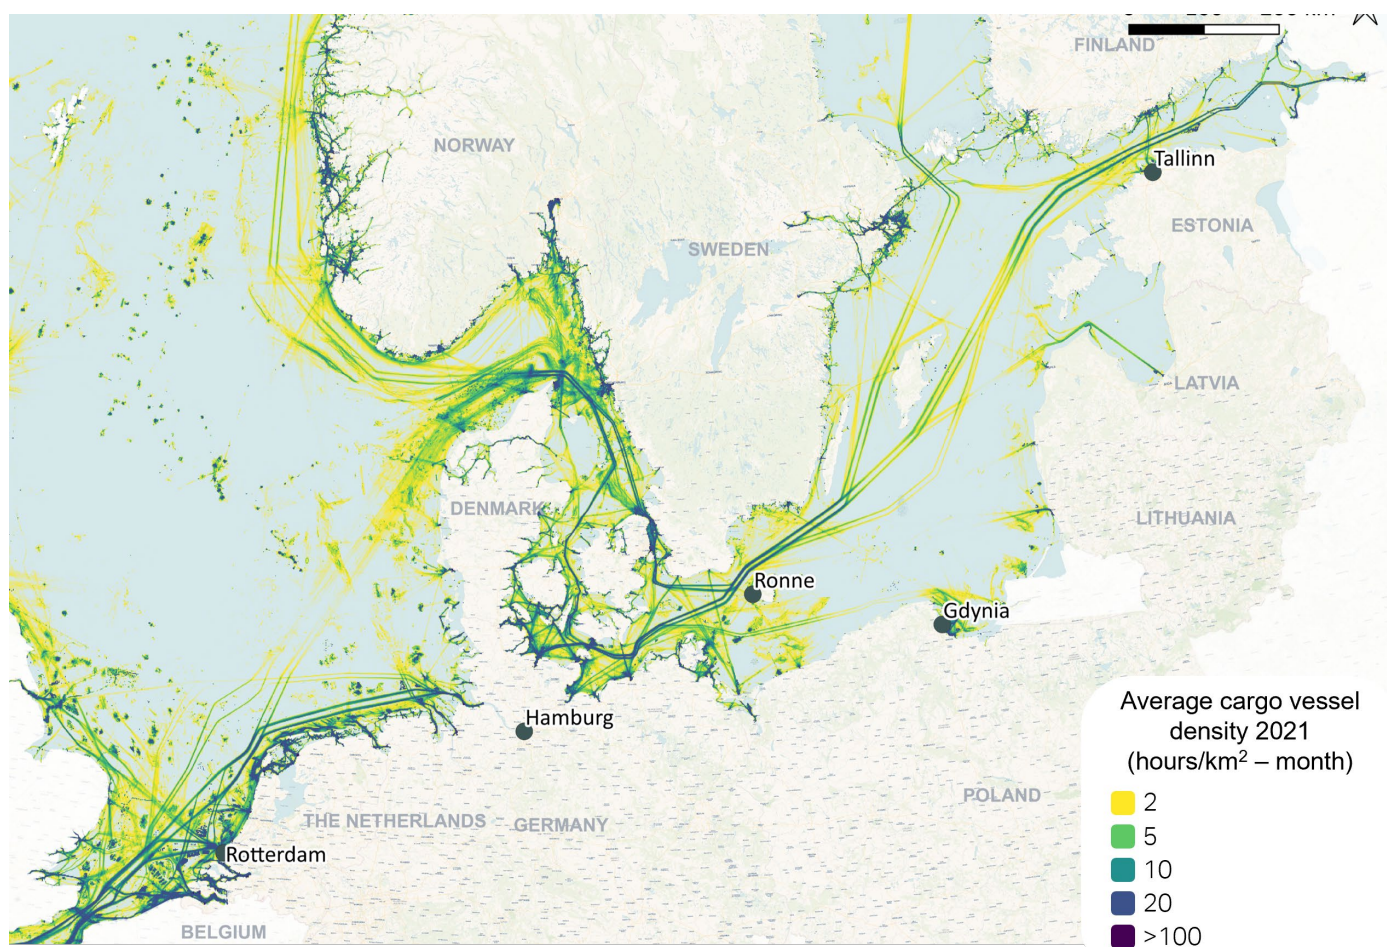 FINLAND
NORWAY
Tallinn
ESTONIA
SWEDEN
LATVIA
DENMARK
LITHUANIA
Ronne
Gdynia
Hamburg
THE NETHERLANDS
GERMANY
POLAND
Rotterdam
BELGIUM
Average cargo vessel
density 2021
(hours/km² – month)
2
5
10
20
>100